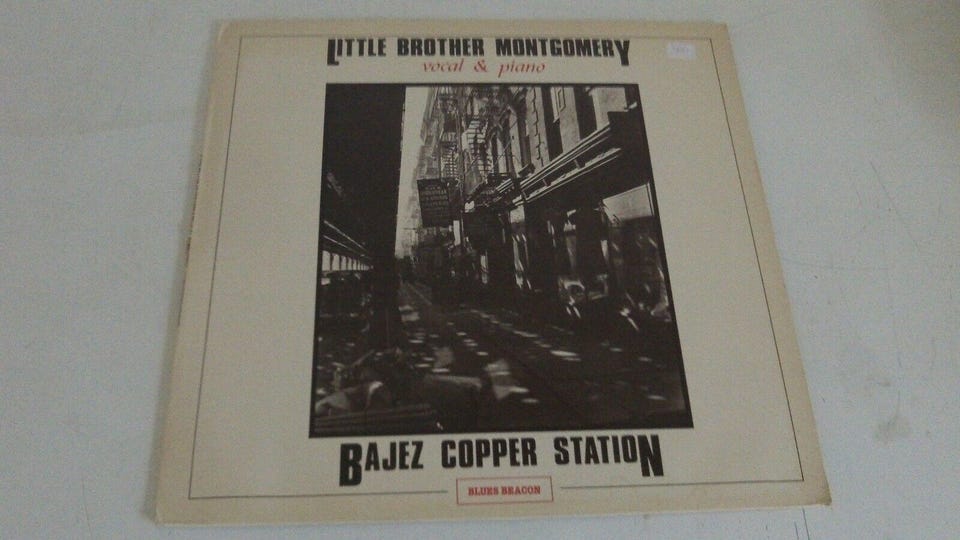 LITTLE BROTHER MONTGOMERY
vocal & piano
BAJEZ COPPER STATION
BLUES BEACON